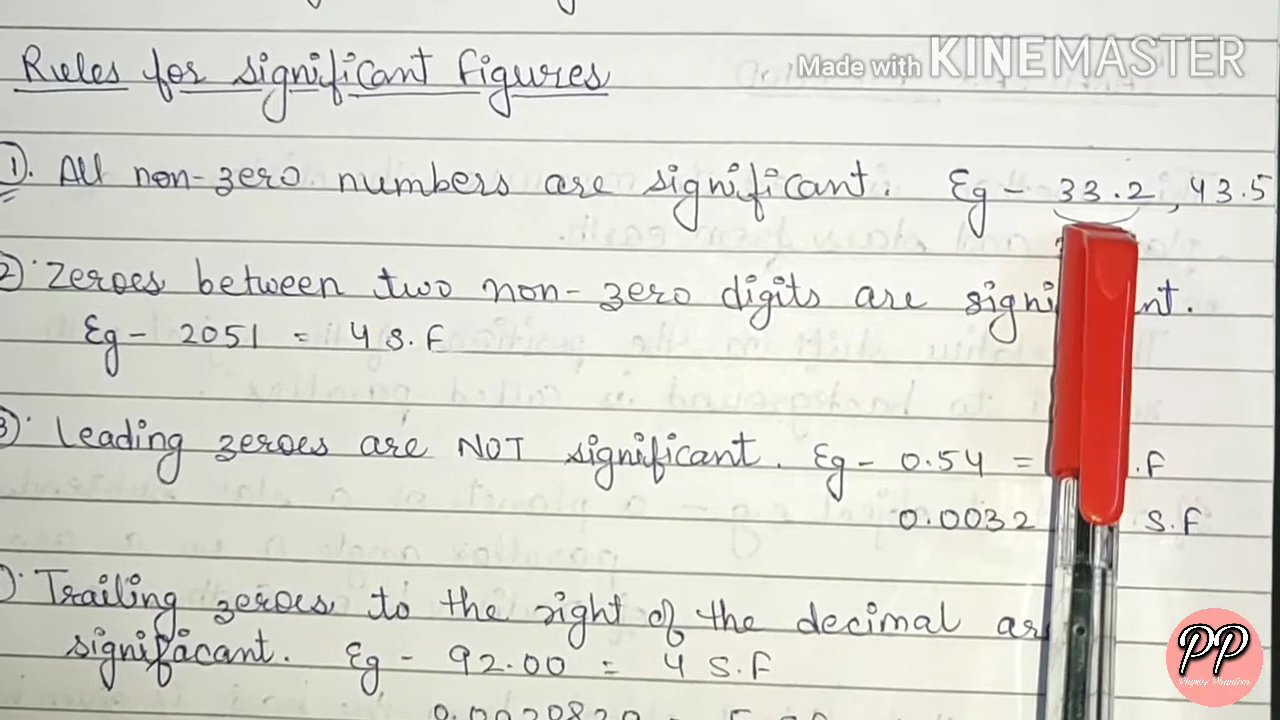 Made with KINEMASTER
Rules for significant figures
1). All non-zero numbers are significant. Eg - 33.2, 43.5
2). Zeroes between two non-zero digits are signi nt.
Eg - 2051 = 4 S.F
3). Leading zeroes are NOT significant. Eg - 0.54 = .F
0.0032 S.F
). Trailing zeroes to the right of the decimal ar
significant. Eg - 92.00 = 4 S.F
PP